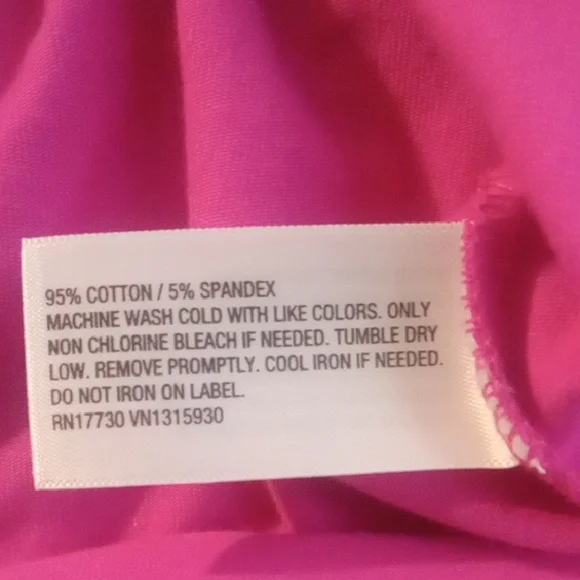 95% COTTON / 5% SPANDEX
MACHINE WASH COLD WITH LIKE COLORS. ONLY
NON CHLORINE BLEACH IF NEEDED. TUMBLE DRY
LOW. REMOVE PROMPTLY. COOL IRON IF NEEDED.
DO NOT IRON ON LABEL.
RN17730 VN1315930